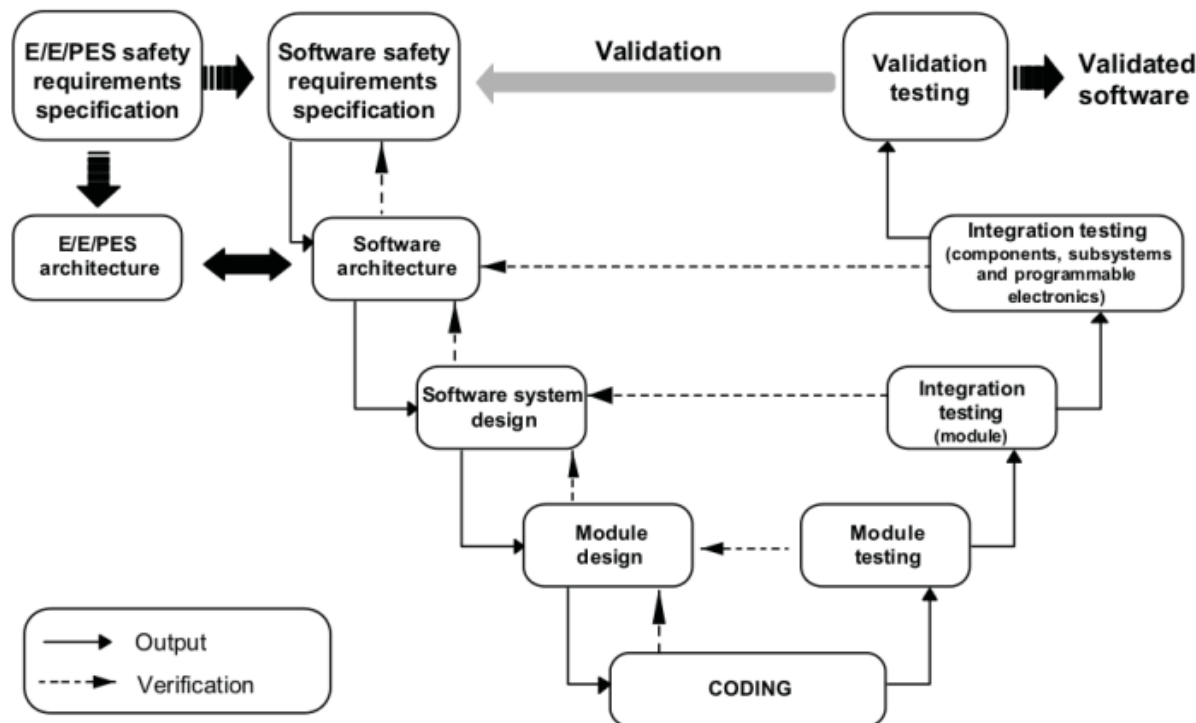 E/E/PES safety
requirements
specification
Software safety
requirements
specification
Validation
Validation
testing
Validated
software
E/E/PES
architecture
Software
architecture
Integration testing
(components, subsystems
and programmable
electronics)
Software system
design
Integration
testing
(module)
Module
design
Module
testing
CODING
Output
Verification